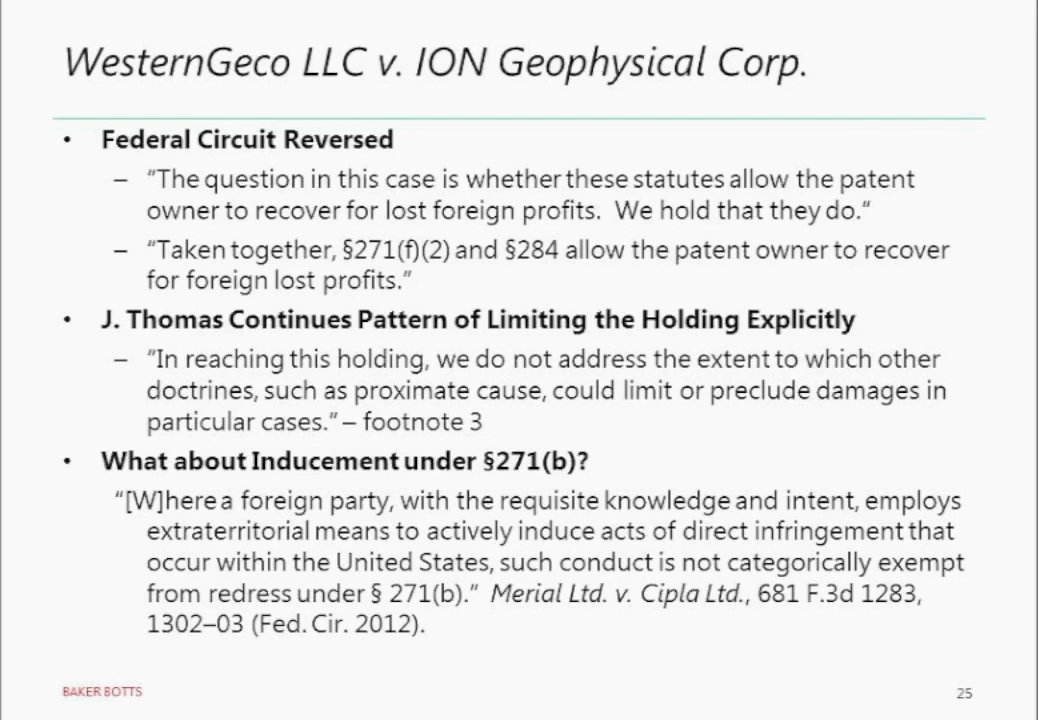 WesternGeco LLC v. ION Geophysical Corp.
• Federal Circuit Reversed
– "The question in this case is whether these statutes allow the patent
owner to recover for lost foreign profits. We hold that they do."
– "Taken together, §271(f)(2) and §284 allow the patent owner to recover
for foreign lost profits."
• J. Thomas Continues Pattern of Limiting the Holding Explicitly
– "In reaching this holding, we do not address the extent to which other
doctrines, such as proximate cause, could limit or preclude damages in
particular cases." – footnote 3
• What about Inducement under §271(b)?
"[W]here a foreign party, with the requisite knowledge and intent, employs
extraterritorial means to actively induce acts of direct infringement that
occur within the United States, such conduct is not categorically exempt
from redress under § 271(b)." Merial Ltd. v. Cipla Ltd., 681 F.3d 1283,
1302–03 (Fed. Cir. 2012).
BAKER BOTTS
25